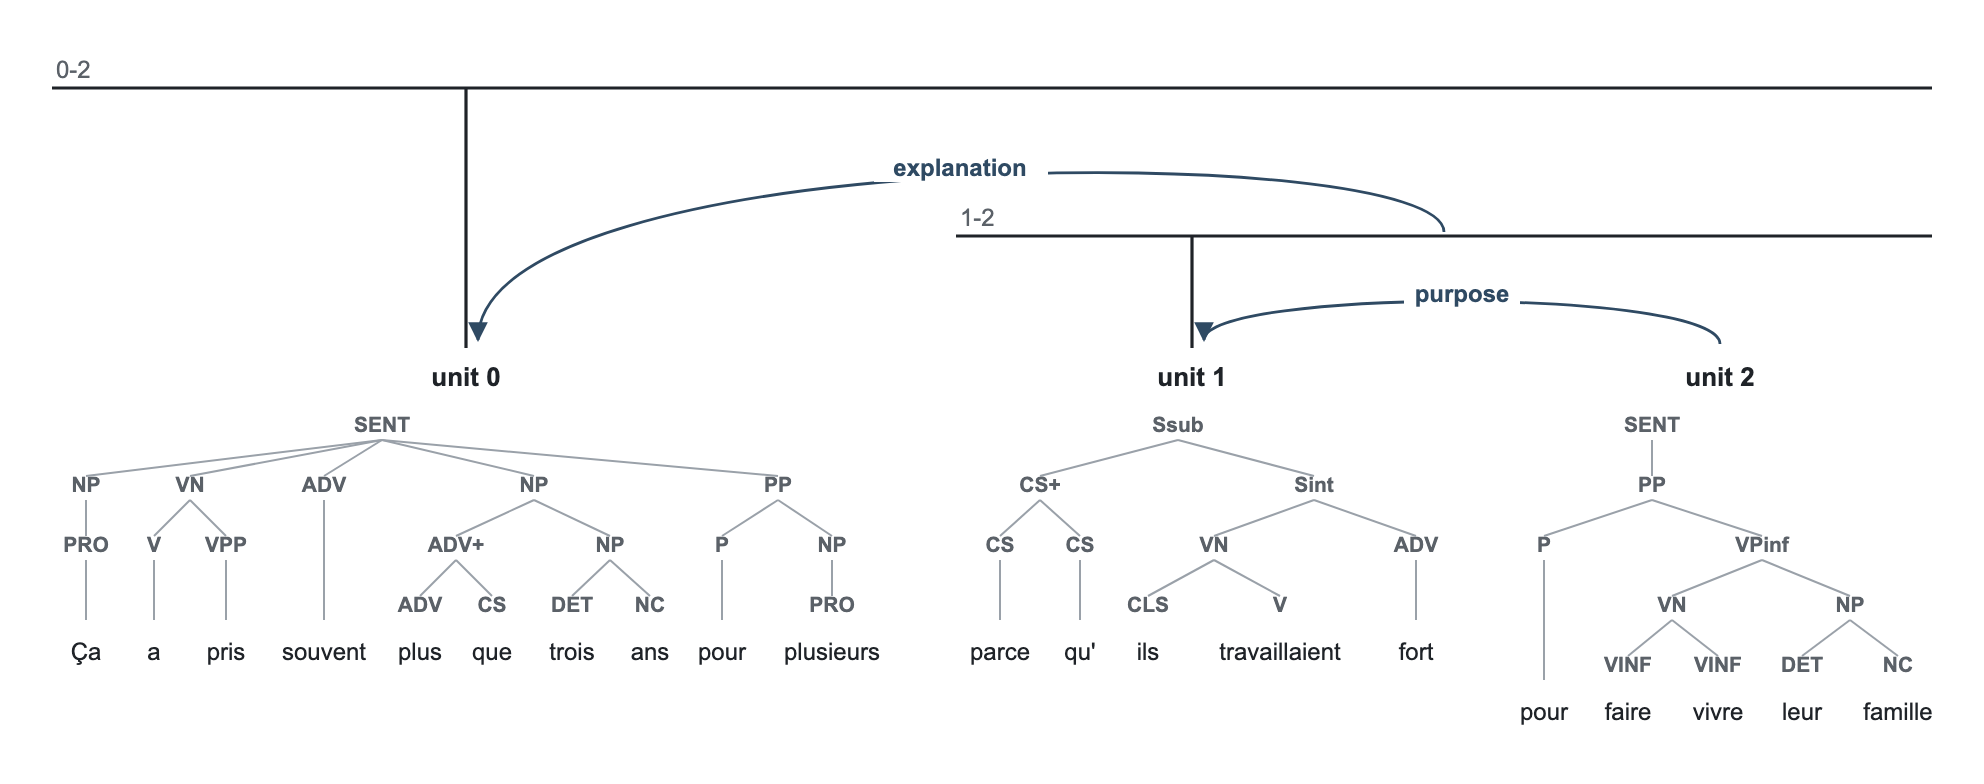 0-2
explanation
1-2
purpose
unit 0 unit 1 unit 2
SENT Ssub SENT
NP VN ADV NP PP CS+ Sint PP
PRO V VPP ADV+ NP P NP CS CS VN ADV P VPinf
ADV CS DET NC PRO CLS V VN NP
Ça a pris souvent plus que trois ans pour plusieurs parce qu' ils travaillaient fort
VINF VINF DET NC
pour faire vivre leur famille